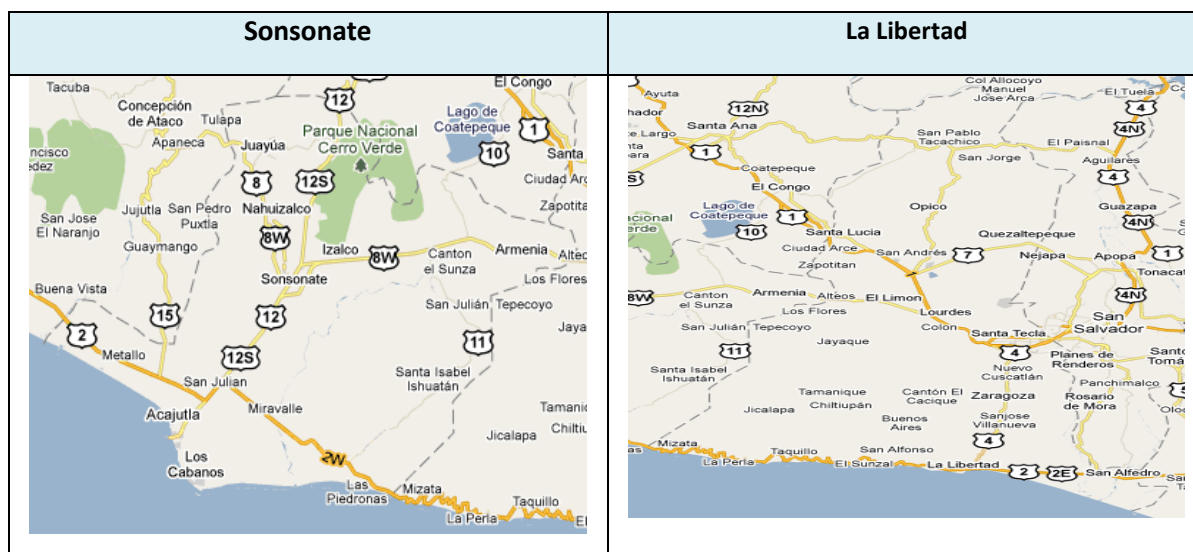 Sonsonate
La Libertad
Tacuba
El Congo
12
Concepción
de Ataco
Tulapa
Lago de
Coatepeque
1
Apaneca
Juayúa
Parque Nacional
Cerro Verde
10
Santa
8
12S
Ciudad Arc
San Jose
El Naranjo
Jujutla
San Pedro
Puxtla
Nahuizalco
Zapotita
8W
Izalco
Guaymango
8W
Armenia
Canton
el Sunza
Sonsonate
Los Flores
Buena Vista
San Julián
Tepecoyo
15
12
2
11
Metallo
12S
Santa Isabel
Ishuatán
San Julian
Acajutla
Miravalle
Jicalapa
Los
Cabanos
2W
Las
Piedronas
Mizata
Taquillo
La Perla
Col Allocoyo
Manuel
Jose Arca
El Tuela
4
Ayuta
12N
4N
Santa Ana
San Pablo
Tacachico
El Paisnal
1
San Jorge
Aguilares
Coatepeque
4
El Congo
Lago de
Coatepeque
Opico
Guazapa
1
4N
10
Santa Lucia
Quezaltepeque
Ciudad Arce
San Andrés
7
Nejapa
Apopa
1
Zapotitan
8W
Canton
el Sunza
Armenia
Alteos
El Limon
4N
Los Flores
Lourdes
San
Salvador
San Julián
Tepecoyo
Colón
Santa Tecla
11
Jayaque
4
Planes de
Renderos
Santa Isabel
Ishuatán
Nuevo
Cuscatlán
Panchimalco
Tamanique
Cantón El
Cacique
Zaragoza
Rosario
de Mora
Jicalapa
Chiltiupán
Buenos
Aires
Sanjose
Villanueva
4
Mizata
San Alfonso
La Perla
Taquillo
El Sunzal
La Libertad
2
2E
San Alfredo